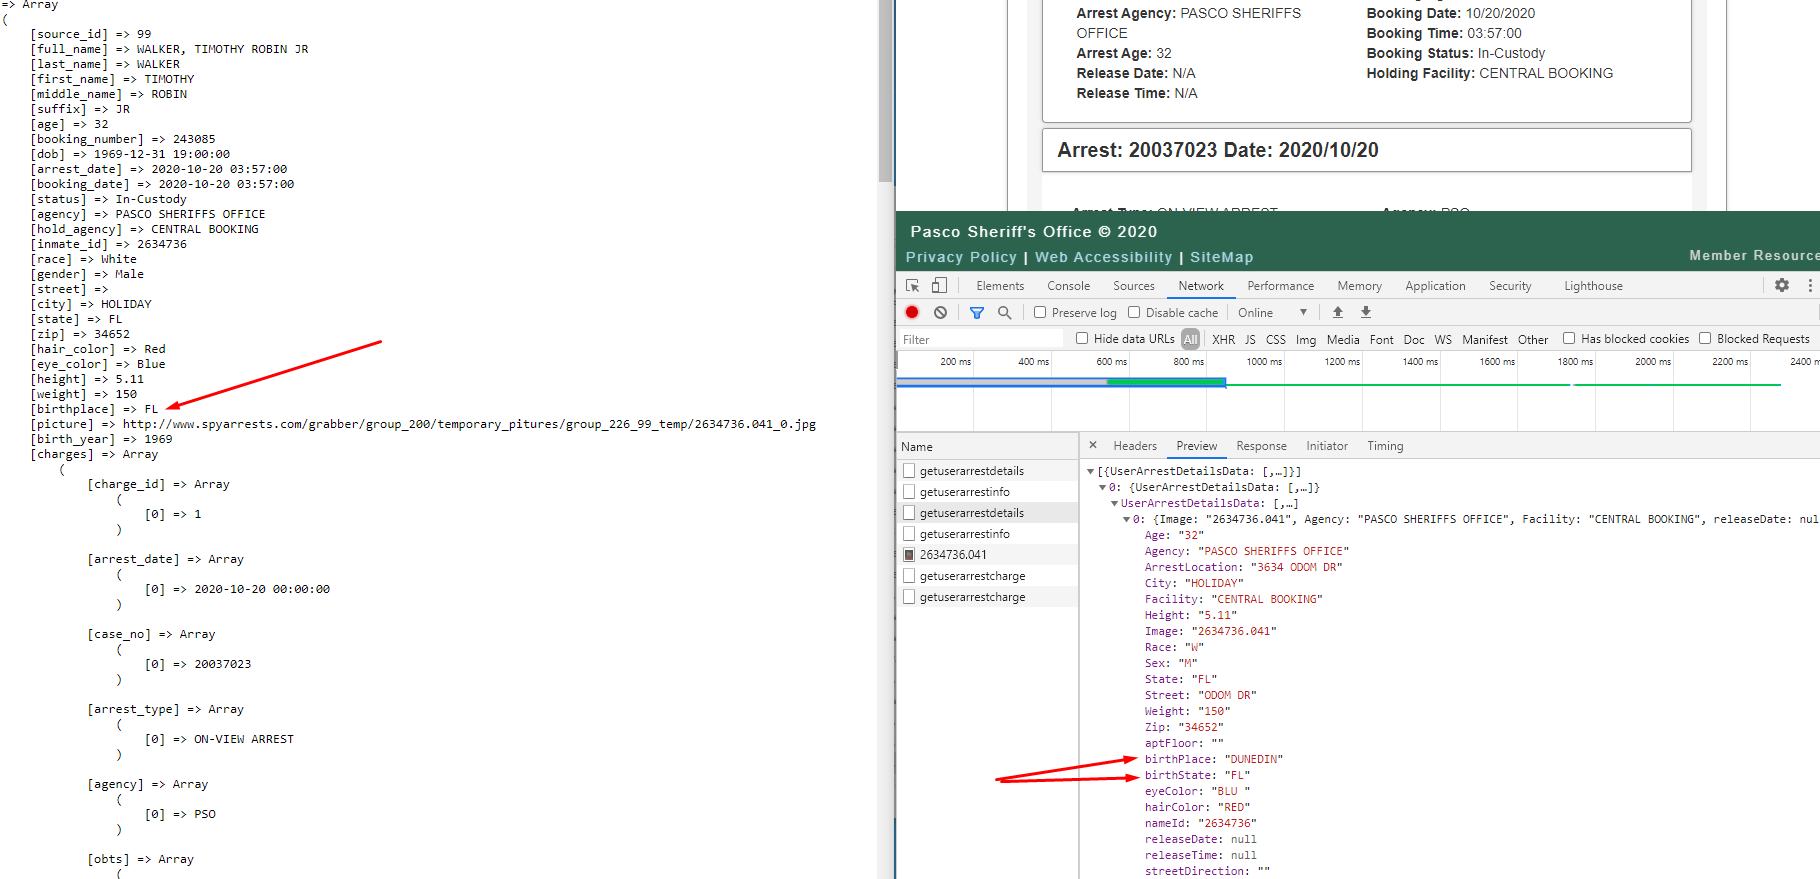 => Array
(
[source_id] => 99
[full_name] => WALKER, TIMOTHY ROBIN JR
[last_name] => WALKER
[first_name] => TIMOTHY
[middle_name] => ROBIN
[suffix] => JR
[age] => 32
[booking_number] => 243085
[dob] => 1969-12-31 19:00:00
[arrest_date] => 2020-10-20 03:57:00
[booking_date] => 2020-10-20 03:57:00
[status] => In-Custody
[agency] => PASCO SHERIFFS OFFICE
[hold_agency] => CENTRAL BOOKING
[inmate_id] => 2634736
[race] => White
[gender] => Male
[street] =>
[city] => HOLIDAY
[state] => FL
[zip] => 34652
[hair_color] => Red
[eye_color] => Blue
[height] => 5.11
[weight] => 150
[birthplace] => FL
[picture] => http://www.spyarrests.com/grabber/group_200/temporary_pitures/group_226_99_temp/2634736.041_0.jpg
[birth_year] => 1969
[charges] => Array
(
[charge_id] => Array
(
[0] => 1
)
[arrest_date] => Array
(
[0] => 2020-10-20 00:00:00
)
[case_no] => Array
(
[0] => 20037023
)
[arrest_type] => Array
(
[0] => ON-VIEW ARREST
)
[agency] => Array
(
[0] => PSO
)
[obts] => Array
(
Arrest Agency: PASCO SHERIFFS
OFFICE
Arrest Age: 32
Release Date: N/A
Release Time: N/A
Booking Date: 10/20/2020
Booking Time: 03:57:00
Booking Status: In-Custody
Holding Facility: CENTRAL BOOKING
Arrest: 20037023 Date: 2020/10/20
Arrest Type: ON-VIEW ARREST Agency: PSO
Pasco Sheriff's Office © 2020
Privacy Policy | Web Accessibility | SiteMap
Member Resource
Elements Console Sources Network Performance Memory Application Security Lighthouse
Preserve log Disable cache Online
Filter Hide data URLs All XHR JS CSS Img Media Font Doc WS Manifest Other Has blocked cookies Blocked Requests
200 ms 400 ms 600 ms 800 ms 1000 ms 1200 ms 1400 ms 1600 ms 1800 ms 2000 ms 2200 ms 2400 m
Name
getuserarrestdetails
getuserarrestinfo
getuserarrestdetails
getuserarrestinfo
2634736.041
getuserarrestcharge
getuserarrestcharge
× Headers Preview Response Initiator Timing
[{UserArrestDetailsData: [,…]}]
0: {UserArrestDetailsData: [,…]}
UserArrestDetailsData: [,…]
0: {Image: "2634736.041", Agency: "PASCO SHERIFFS OFFICE", Facility: "CENTRAL BOOKING", releaseDate: nul
Age: "32"
Agency: "PASCO SHERIFFS OFFICE"
ArrestLocation: "3634 ODOM DR"
City: "HOLIDAY"
Facility: "CENTRAL BOOKING"
Height: "5.11"
Image: "2634736.041"
Race: "W"
Sex: "M"
State: "FL"
Street: "ODOM DR"
Weight: "150"
Zip: "34652"
aptFloor: ""
birthPlace: "DUNEDIN"
birthState: "FL"
eyeColor: "BLU "
hairColor: "RED"
nameId: "2634736"
releaseDate: null
releaseTime: null
streetDirection: ""